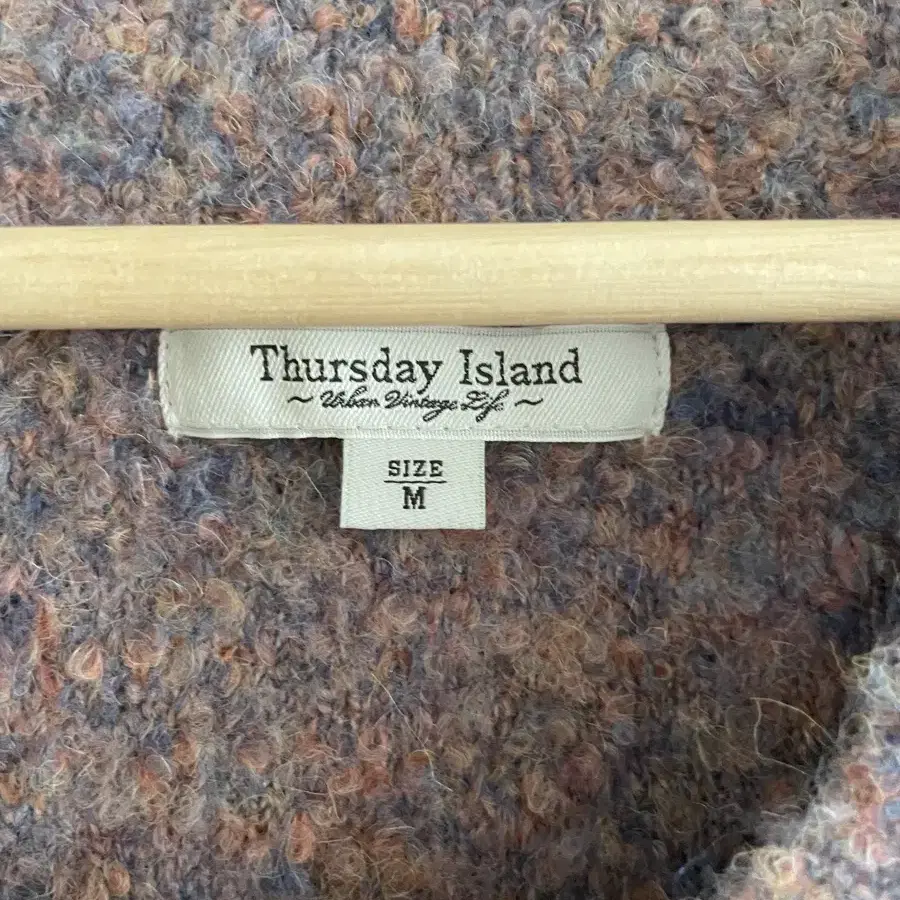 Thursday Island
~ Urban Vintage Life ~
SIZE
M